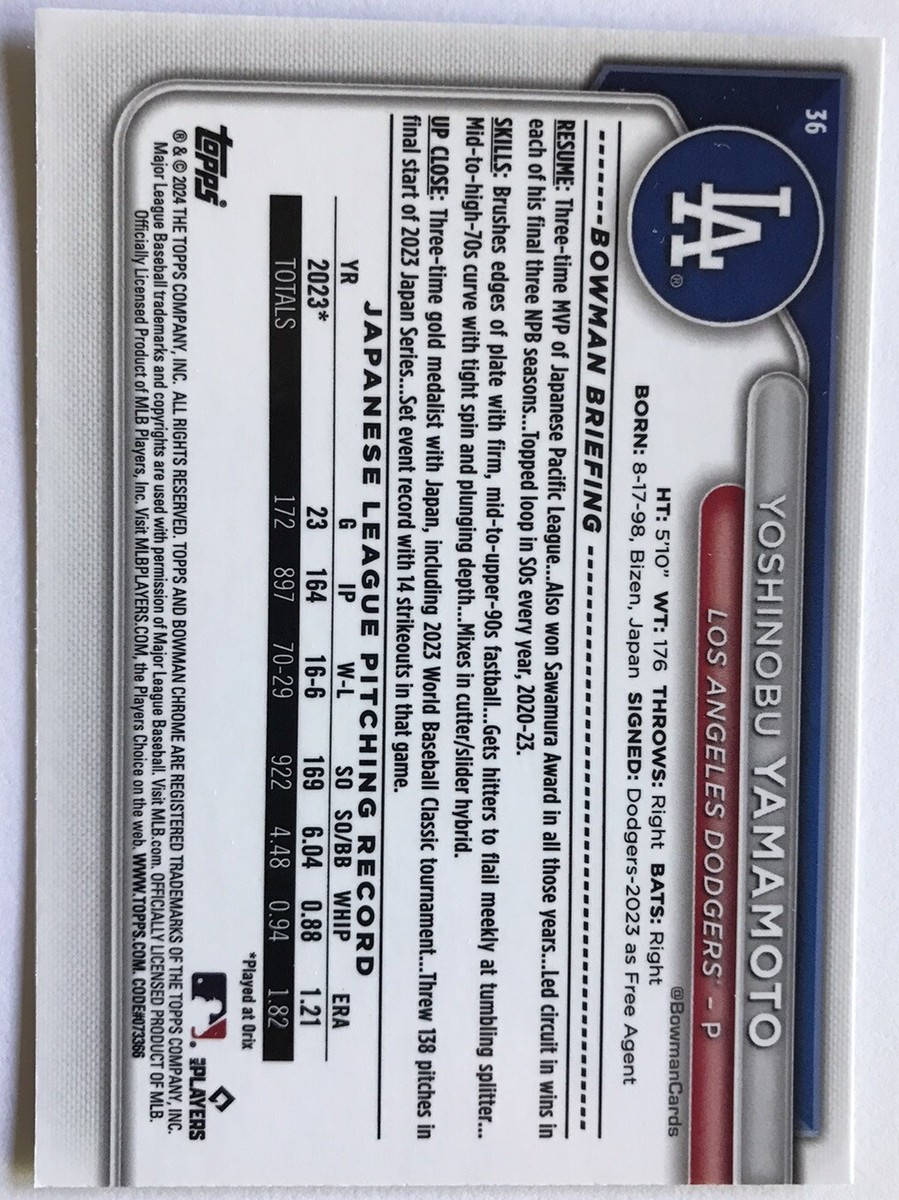 36
LA®
YOSHINOBU YAMAMOTO
LOS ANGELES DODGERS® - P
@BowmanCards
HT: 5'10" WT: 176 THROWS: Right BATS: Right
BORN: 8-17-98, Bizen, Japan SIGNED: Dodgers-2023 as Free Agent
BOWMAN BRIEFING
RESUME: Three-time MVP of Japanese Pacific League...Also won Sawamura Award in all those years...Led circuit in wins in
each of his final three NPB seasons...Topped loop in SOs every year, 2020-23.
SKILLS: Brushes edges of plate with firm, mid-to-upper-90s fastball...Gets hitters to flail meekly at tumbling splitter...
Mid-to-high-70s curve with tight spin and plunging depth...Mixes in cutter/slider hybrid.
UP CLOSE: Three-time gold medalist with Japan, including 2023 World Baseball Classic tournament...Threw 138 pitches in
final start of 2023 Japan Series...Set event record with 14 strikeouts in that game.
JAPANESE LEAGUE PITCHING RECORD
YR G IP W-L SO SO/BB WHIP ERA
2023* 23 164 16-6 169 6.04 0.88 1.21
TOTALS 172 897 70-29 922 4.48 0.94 1.82
*Played at Orix
topps®
® & © 2024 THE TOPPS COMPANY, INC. ALL RIGHTS RESERVED. TOPPS AND BOWMAN CHROME ARE REGISTERED TRADEMARKS OF THE TOPPS COMPANY, INC.
Major League Baseball trademarks and copyrights are used with permission of Major League Baseball. Visit MLB.com. OFFICIALLY LICENSED PRODUCT OF MLB.
Officially Licensed Product of MLB Players, Inc. Visit MLBPLAYERS.COM, the Players Choice on the web. WWW.TOPPS.COM. CODE#073366
PLAYERS